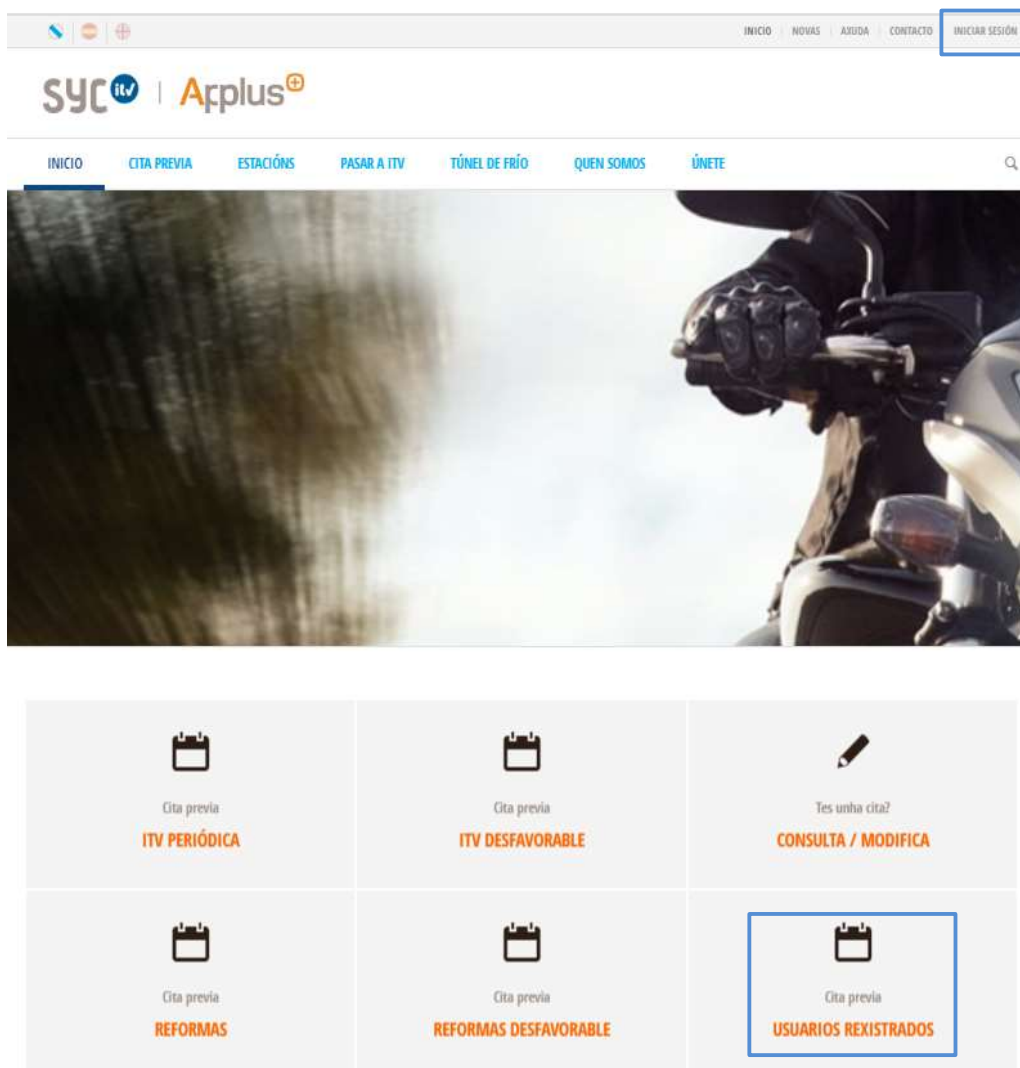 INICIO NOVAS AXUDA CONTACTO INICIAR SESIÓN
SYC itv Applus+
INICIO CITA PREVIA ESTACIÓNS PASAR A ITV TÚNEL DE FRÍO QUEN SOMOS ÚNETE
Cita previa
ITV PERIÓDICA
Cita previa
ITV DESFAVORABLE
Tes unha cita?
CONSULTA / MODIFICA
Cita previa
REFORMAS
Cita previa
REFORMAS DESFAVORABLE
Cita previa
USUARIOS REXISTRADOS